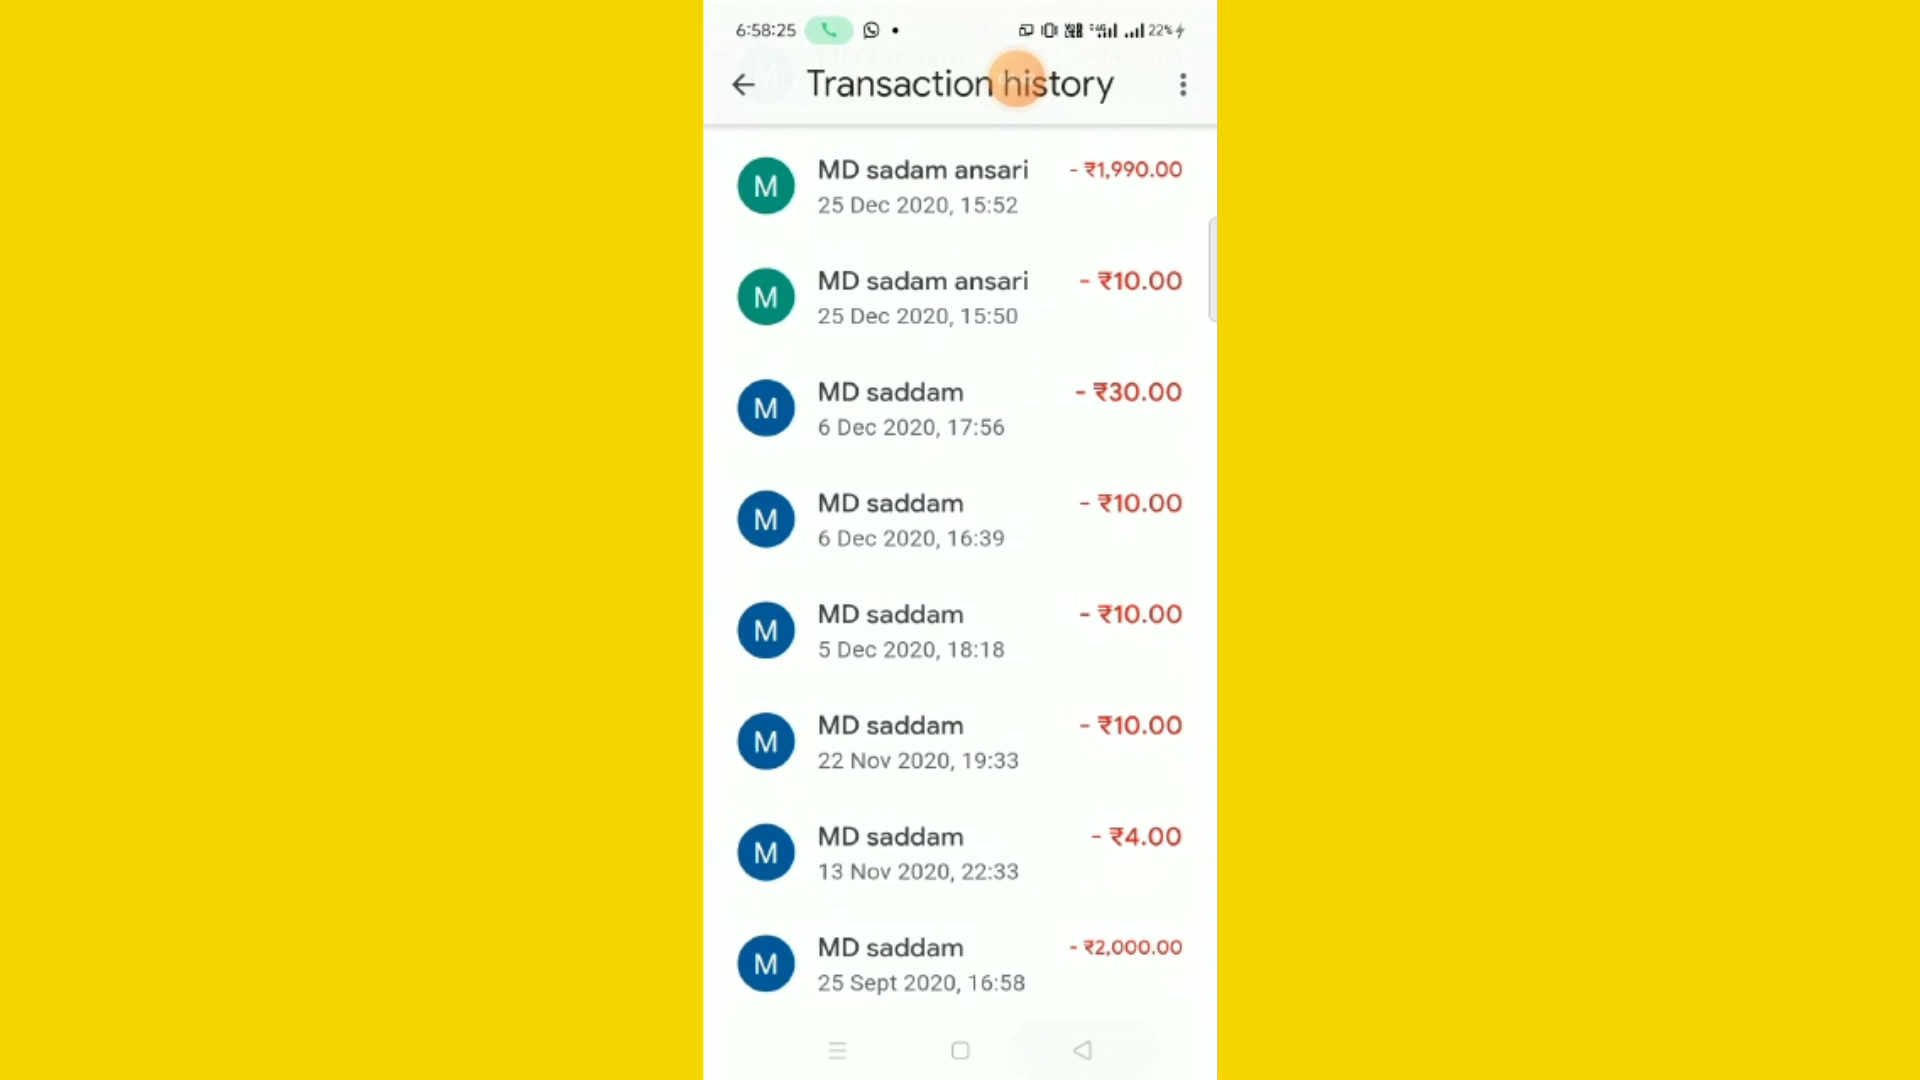 6:58:25 22%
Transaction history
M MD sadam ansari - ₹1,990.00
25 Dec 2020, 15:52
M MD sadam ansari - ₹10.00
25 Dec 2020, 15:50
M MD saddam - ₹30.00
6 Dec 2020, 17:56
M MD saddam - ₹10.00
6 Dec 2020, 16:39
M MD saddam - ₹10.00
5 Dec 2020, 18:18
M MD saddam - ₹10.00
22 Nov 2020, 19:33
M MD saddam - ₹4.00
13 Nov 2020, 22:33
M MD saddam - ₹2,000.00
25 Sept 2020, 16:58